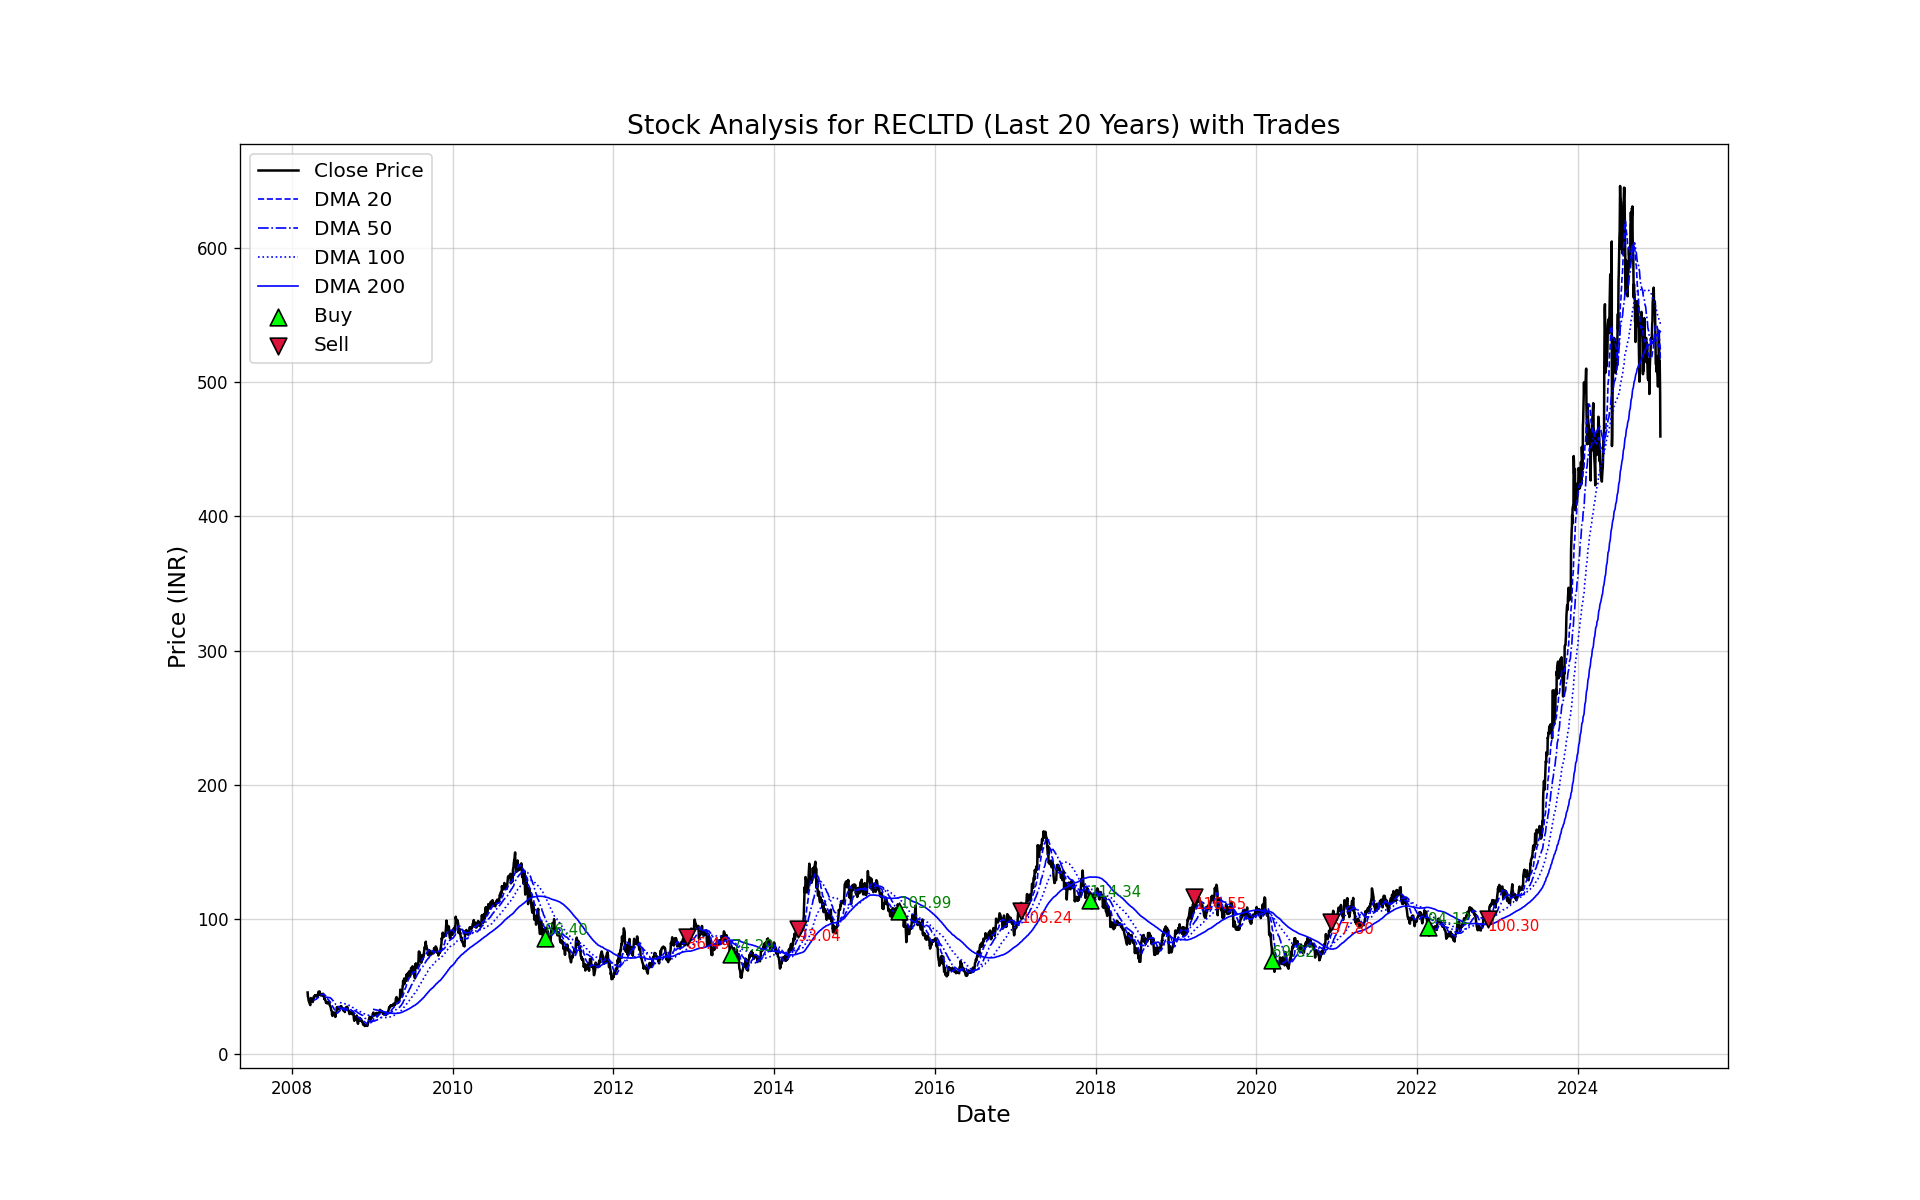 Stock Analysis for RECLTD (Last 20 Years) with Trades
Close Price
DMA 20
DMA 50
DMA 100
DMA 200
Buy
Sell
Price (INR)
600
500
400
300
200
100
0
105.99
106.24
114.34
93.04
97.80
94.12
100.30
2008
2010
2012
2014
2016
2018
2020
2022
2024
Date